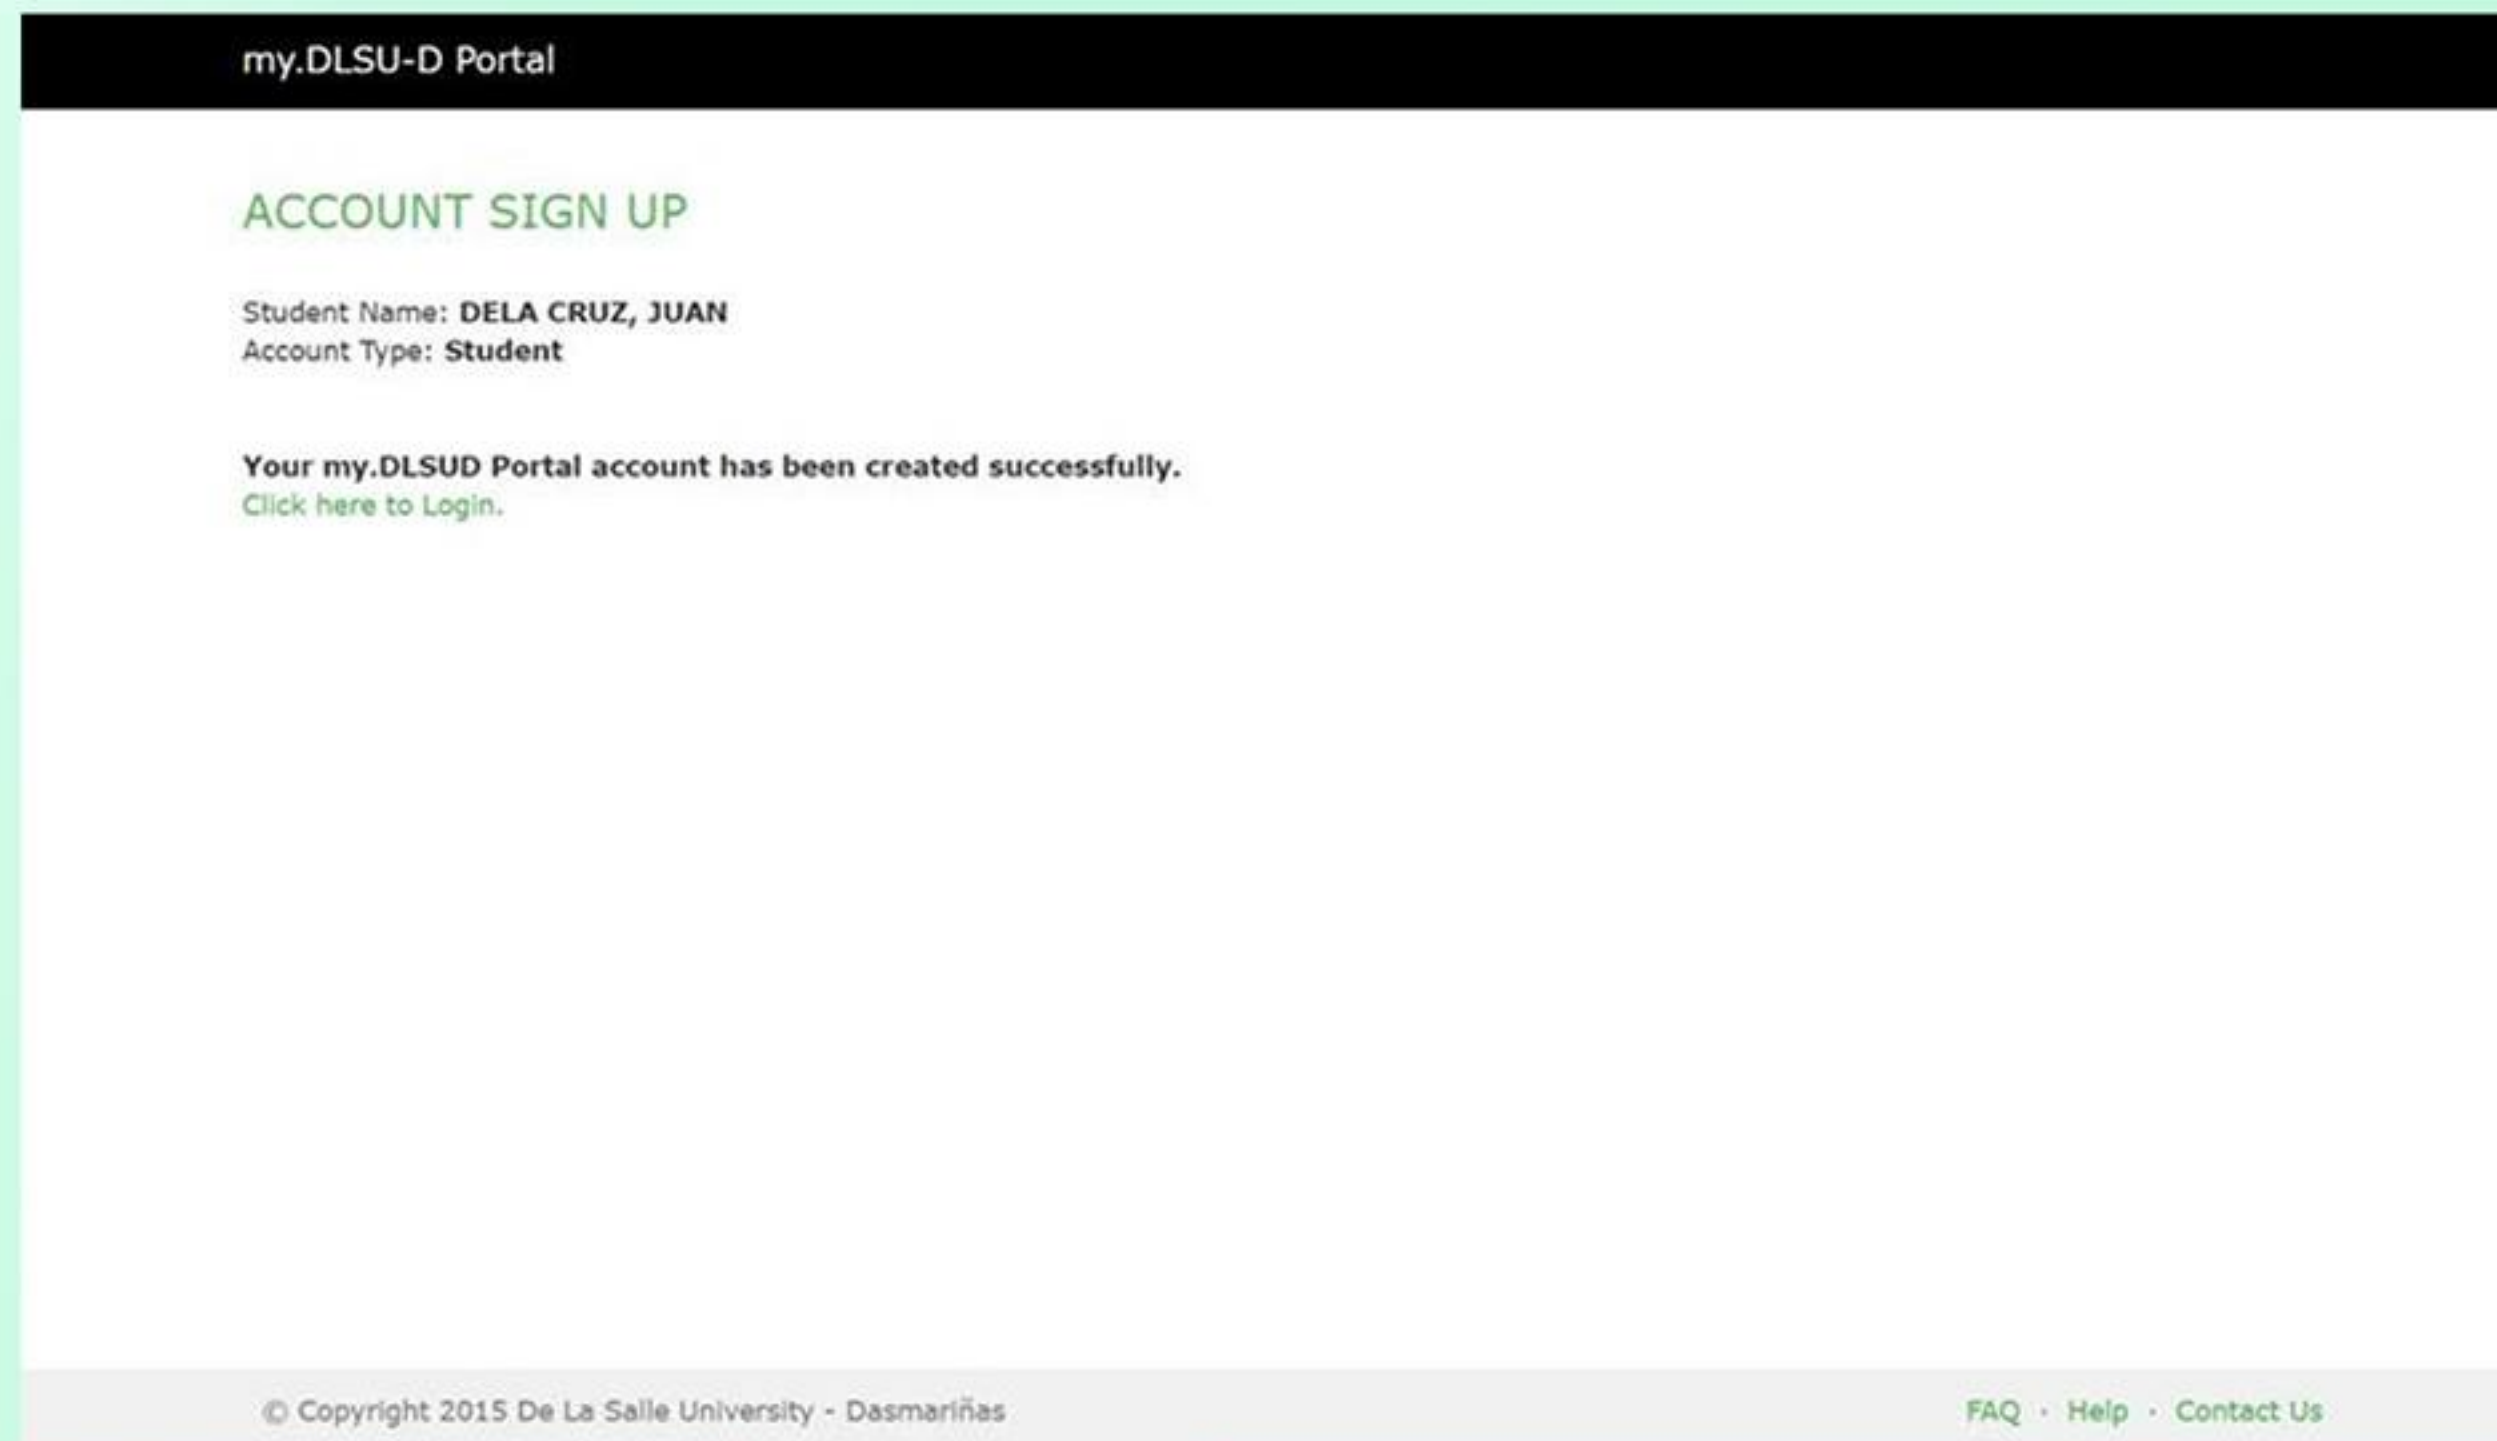 my.DLSU-D Portal
ACCOUNT SIGN UP
Student Name: DELA CRUZ, JUAN
Account Type: Student
Your my.DLSUD Portal account has been created successfully.
Click here to Login.
© Copyright 2015 De La Salle University - Dasmariñas
FAQ · Help · Contact Us